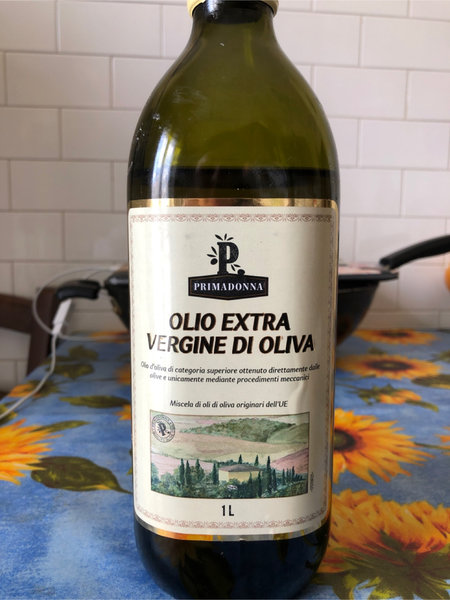 P
PRIMADONNA
OLIO EXTRA
VERGINE DI OLIVA
Olio d'oliva di categoria superiore ottenuto direttamente dalle
olive e unicamente mediante procedimenti meccanici
Miscela di oli di oliva originari dell'UE
1 L